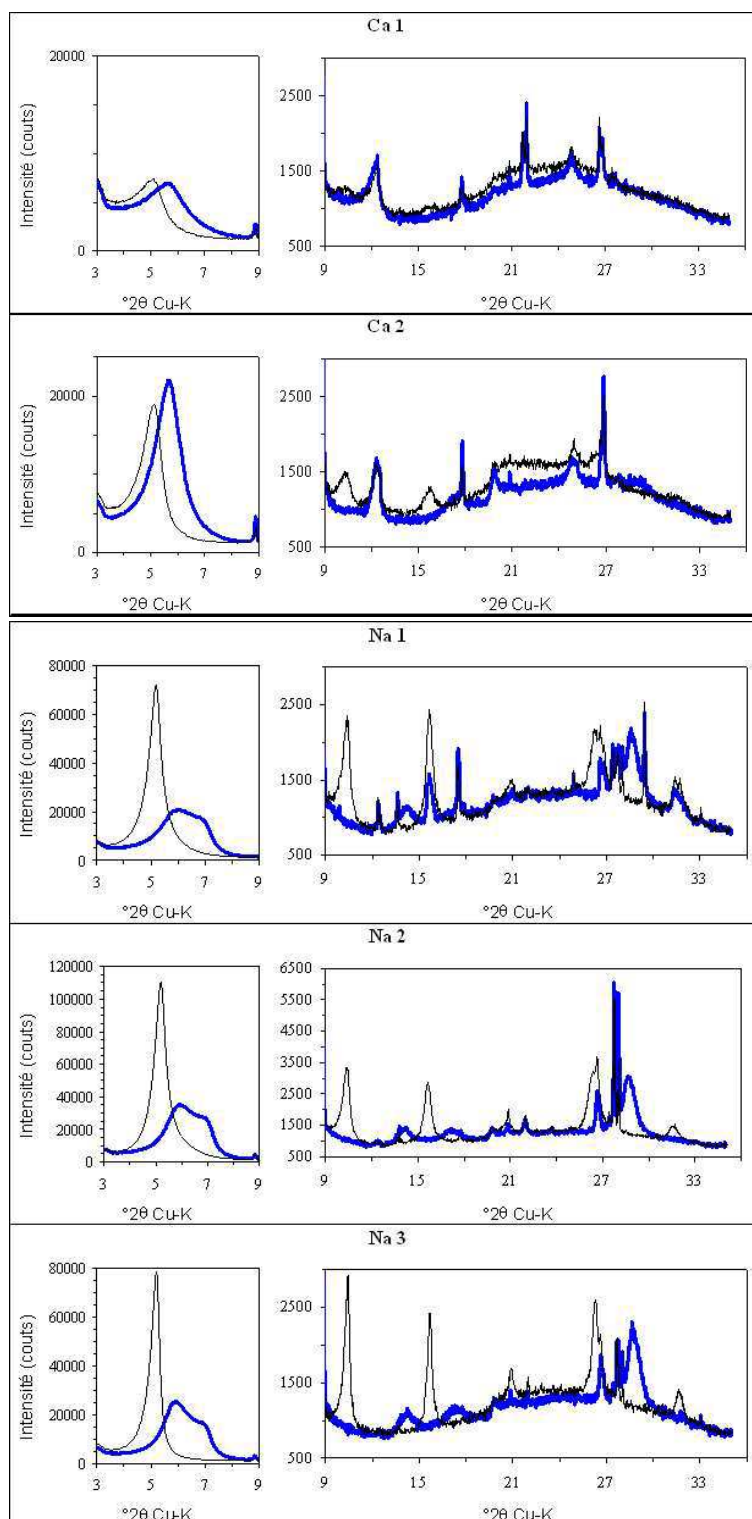 Ca 1
Intensité (couts)
20000
0
3 5 7 9
°2θ Cu-K
2500
1500
500
9 15 21 27 33
°2θ Cu-K
Ca 2
Intensité (couts)
20000
0
3 5 7 9
°2θ Cu-K
2500
1500
500
9 15 21 27 33
°2θ Cu-K
Na 1
Intensité (couts)
80000
60000
40000
20000
0
3 5 7 9
°2θ Cu-K
2500
1500
500
9 15 21 27 33
°2θ Cu-K
Na 2
Intensité (couts)
120000
100000
80000
60000
40000
20000
0
3 5 7 9
°2θ Cu-K
6500
5500
4500
3500
2500
1500
500
9 15 21 27 33
°2θ Cu-K
Na 3
Intensité (couts)
80000
60000
40000
20000
0
3 5 7 9
°2θ Cu-K
2500
1500
500
9 15 21 27 33
°2θ Cu-K